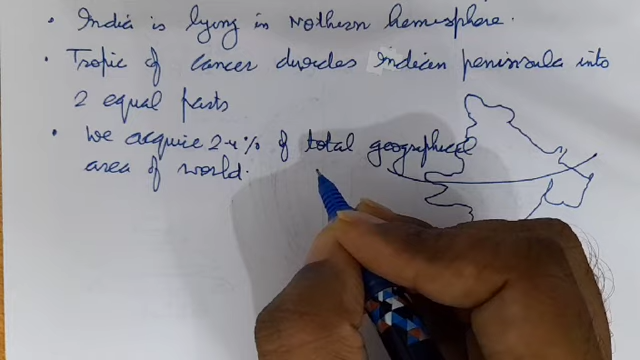 • India is lying in Nothern hemisphere.
• Tropic of cancer divides Indian peninsula into
2 equal parts
• We acquire 2.4% of total geographical
area of world.